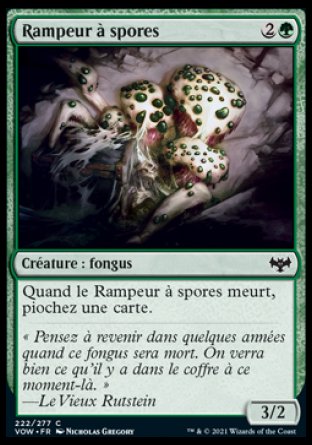 Rampeur à spores 2
Créature : fongus
Quand le Rampeur à spores meurt,
piochez une carte.
« Pensez à revenir dans quelques années
quand ce fongus sera mort. On verra
bien ce qu'il y a dans le coffre à ce
moment-là. »
—Le Vieux Rutstein
3/2
222/277 C
VOW • FR Nicholas Gregory
™ & © 2021 Wizards of the Coast